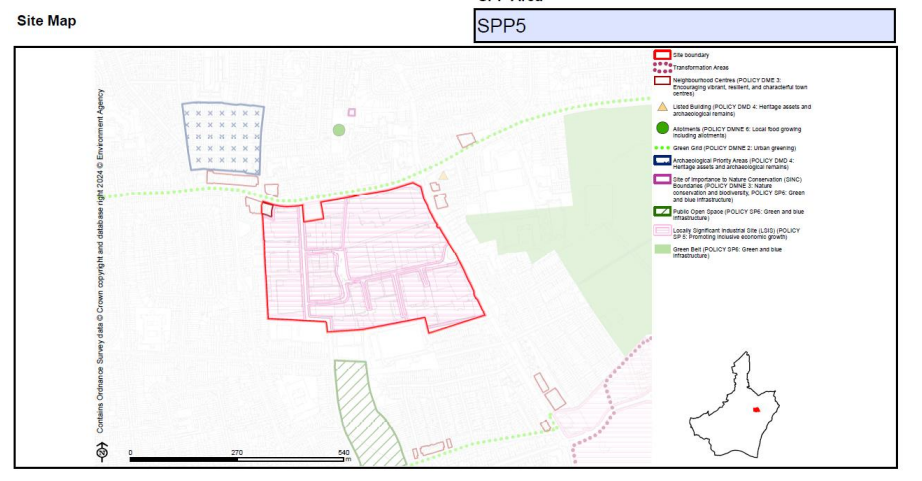 Site Map
SPP5
Contains Ordnance Survey data © Crown copyright and database right 2024 © Environment Agency
Site boundary
Transformation Areas
Neighbourhood Centres (POLICY DME 3:
Encouraging vibrant, resilient, and characterful town
centres)
Listed Building (POLICY DMD 4: Heritage assets and
archaeological remains)
Allotments (POLICY DMNE 6: Local food growing
including allotments)
Green Grid (POLICY DMNE 2: Urban greening)
Archaeological Priority Areas (POLICY DMD 4:
Heritage assets and archaeological remains)
Site of Importance to Nature Conservation (SINC)
Boundaries (POLICY DMNE 3: Nature
conservation and biodiversity, POLICY SP6: Green
and blue infrastructure)
Public Open Space (POLICY SP6: Green and blue
infrastructure)
Locally Significant Industrial Site (LSIS) (POLICY
SP 5: Promoting inclusive economic growth)
Green Belt (POLICY SP6: Green and blue
infrastructure)
N
0 270 540
m